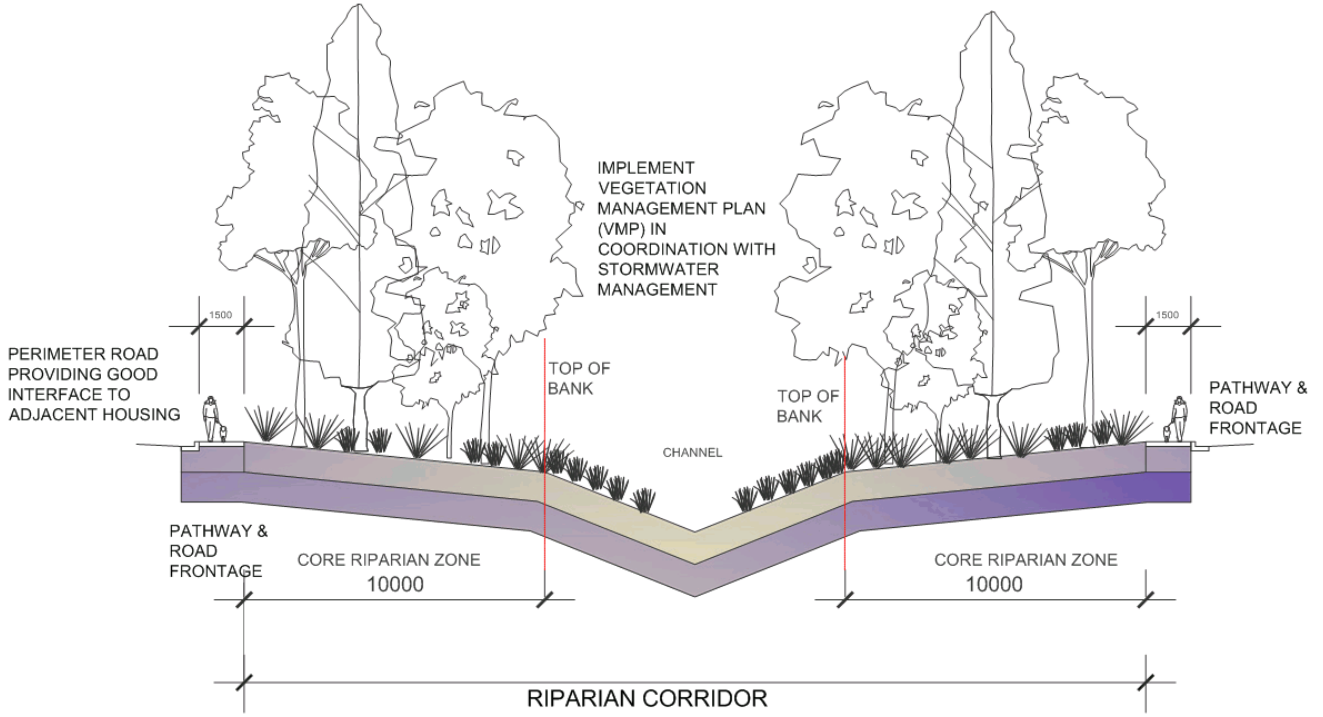 IMPLEMENT
VEGETATION
MANAGEMENT PLAN
(VMP) IN
COORDINATION WITH
STORMWATER
MANAGEMENT
1500
1500
PERIMETER ROAD
PROVIDING GOOD
INTERFACE TO
ADJACENT HOUSING
TOP OF
BANK
TOP OF
BANK
PATHWAY &
ROAD
FRONTAGE
CHANNEL
PATHWAY &
ROAD
FRONTAGE
CORE RIPARIAN ZONE
10000
CORE RIPARIAN ZONE
10000
RIPARIAN CORRIDOR